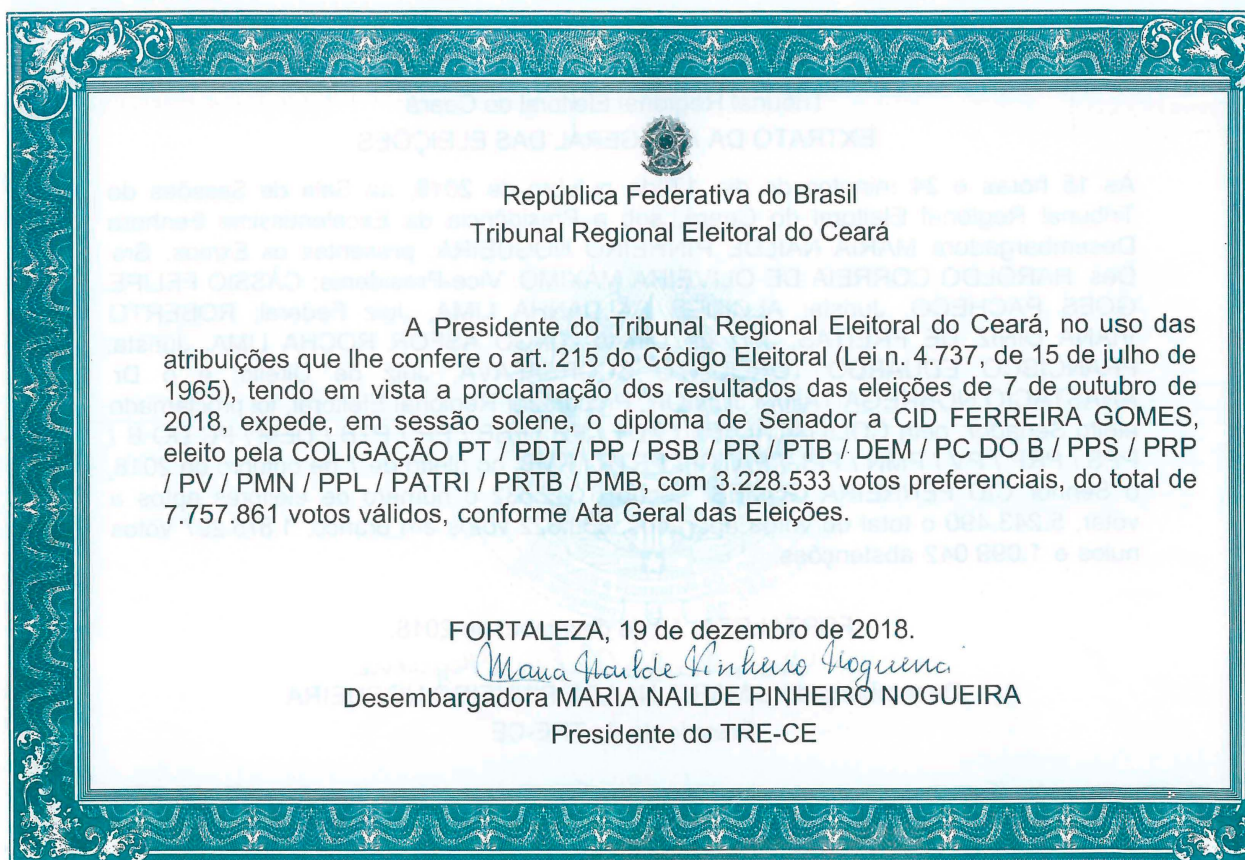 República Federativa do Brasil
Tribunal Regional Eleitoral do Ceará
A Presidente do Tribunal Regional Eleitoral do Ceará, no uso das
atribuições que lhe confere o art. 215 do Código Eleitoral (Lei n. 4.737, de 15 de julho de
1965), tendo em vista a proclamação dos resultados das eleições de 7 de outubro de
2018, expede, em sessão solene, o diploma de Senador a CID FERREIRA GOMES,
eleito pela COLIGAÇÃO PT / PDT / PP / PSB / PR / PTB / DEM / PC DO B / PPS / PRP
/ PV / PMN / PPL / PATRI / PRTB / PMB, com 3.228.533 votos preferenciais, do total de
7.757.861 votos válidos, conforme Ata Geral das Eleições.
FORTALEZA, 19 de dezembro de 2018.
Maria Nailde Pinheiro Nogueira
Desembargadora MARIA NAILDE PINHEIRO NOGUEIRA
Presidente do TRE-CE